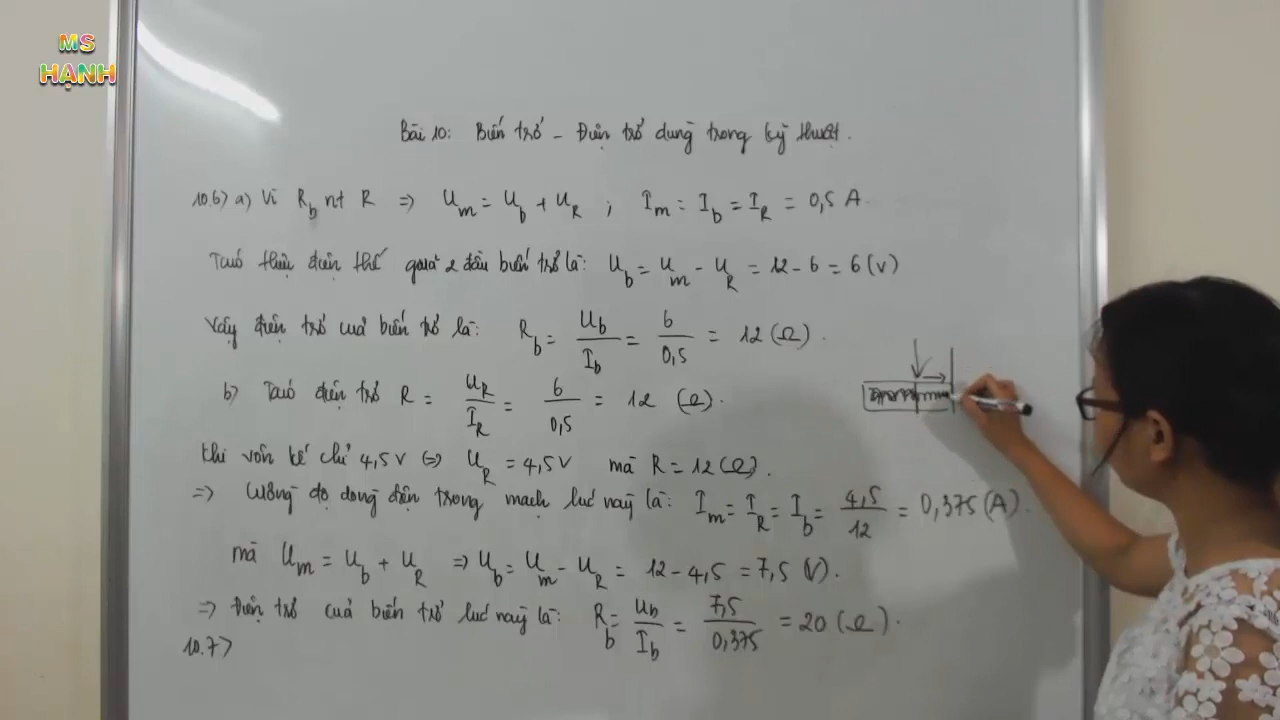 MS
HẠNH
Bài 10: Biến trở - Điện trở dùng trong kỹ thuật.
10.6) a) Vì R_b nt R => U_m = U_b + U_R ; I_m = I_b = I_R = 0,5 A.
Hiệu điện thế giữa 2 đầu biến trở là: U_b = U_m - U_R = 12 - 6 = 6 (V)
Vậy điện trở của biến trở là: R_b = U_b / I_b = 6 / 0,5 = 12 (Ω).
b) điện trở R = U_R / I_R = 6 / 0,5 = 12 (Ω).
Khi vôn kế chỉ 4,5V <=> U_R = 4,5V mà R = 12 (Ω).
=> Cường độ dòng điện trong mạch lúc này là: I_m = I_R = I_b = 4,5 / 12 = 0,375 (A).
mà U_m = U_b + U_R => U_b = U_m - U_R = 12 - 4,5 = 7,5 (V).
=> Điện trở của biến trở lúc này là: R_b = U_b / I_b = 7,5 / 0,375 = 20 (Ω).
10.7)